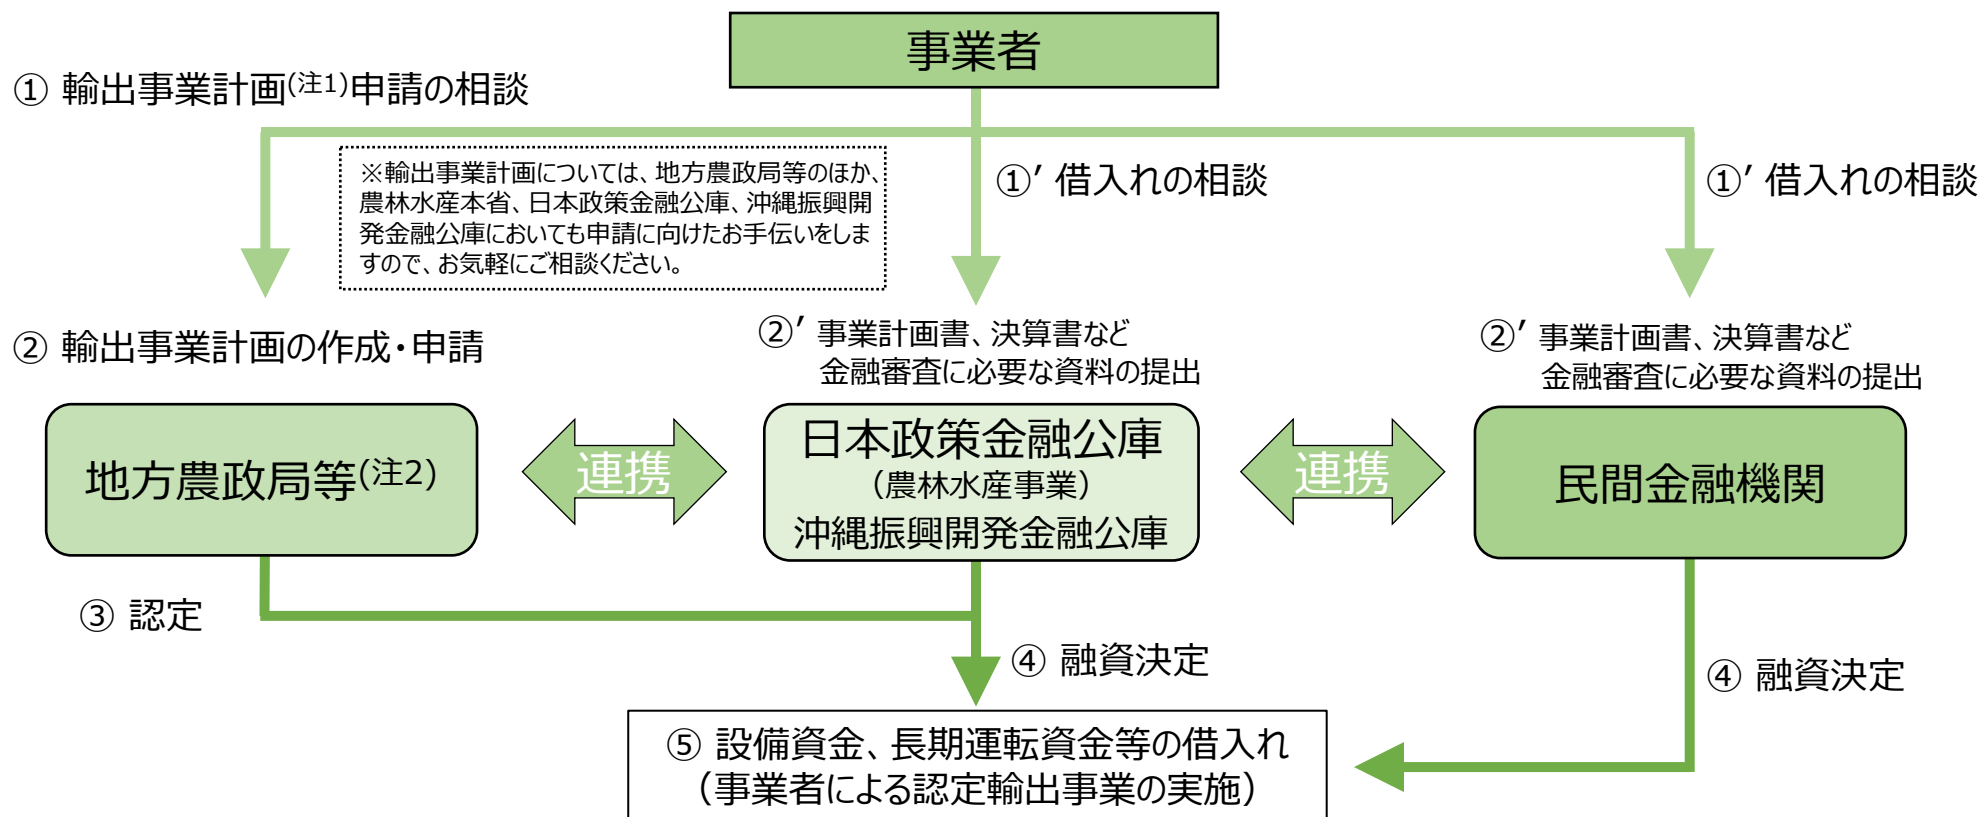 事業者
① 輸出事業計画(注1)申請の相談
※輸出事業計画については、地方農政局等のほか、
農林水産本省、日本政策金融公庫、沖縄振興開
発金融公庫においても申請に向けたお手伝いをしま
すので、お気軽にご相談ください。
①’ 借入れの相談
①’ 借入れの相談
② 輸出事業計画の作成・申請
②’ 事業計画書、決算書など
金融審査に必要な資料の提出
②’ 事業計画書、決算書など
金融審査に必要な資料の提出
地方農政局等(注2)
連携
日本政策金融公庫
（農林水産事業）
沖縄振興開発金融公庫
連携
民間金融機関
③ 認定
④ 融資決定
④ 融資決定
⑤ 設備資金、長期運転資金等の借入れ
（事業者による認定輸出事業の実施）